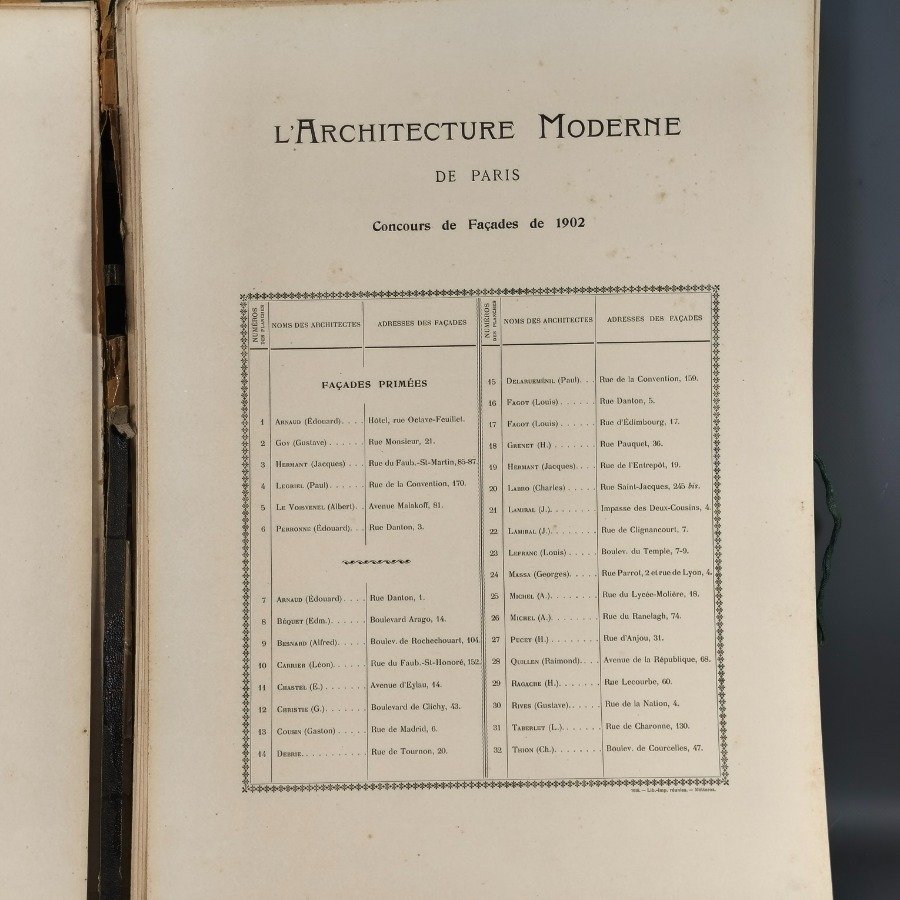 L'ARCHITECTURE MODERNE
DE PARIS
Concours de Façades de 1902
NUMÉROS DES PLANCHES
NOMS DES ARCHITECTES
ADRESSES DES FAÇADES
FAÇADES PRIMÉES
1 ARNAUD (Édouard). . . . Hôtel, rue Octave-Feuillet.
2 GOY (Gustave) . . . . . . Rue Monsieur, 21.
3 HERMANT (Jacques) . . . Rue du Faub.-St-Martin, 85-87.
4 LEGRIEL (Paul). . . . . . Rue de la Convention, 170.
5 LE VOISVENEL (Albert). . Avenue Malakoff, 81.
6 PERRONNE (Édouard). . . Rue Danton, 3.
7 ARNAUD (Édouard). . . . Rue Danton, 1.
8 BÉQUET (Edm.). . . . . . Boulevard Arago, 14.
9 BESNARD (Alfred). . . . . Boulev. de Rochechouart, 104.
10 CARRIER (Léon). . . . . . Rue du Faub.-St-Honoré, 152.
11 CHASTEL (E.) . . . . . . . Avenue d'Eylau, 14.
12 CHRISTIE (G.) . . . . . . . Boulevard de Clichy, 43.
13 COUSIN (Gaston) . . . . . Rue de Madrid, 6.
14 DEBRIE. . . . . . . . . . . Rue de Tournon, 20.
NUMÉROS DES PLANCHES
NOMS DES ARCHITECTES
ADRESSES DES FAÇADES
15 DELARUEMÉNIL (Paul). . . Rue de la Convention, 159.
16 FAGOT (Louis) . . . . . . Rue Danton, 5.
17 FAGOT (Louis) . . . . . . Rue d'Édimbourg, 17.
18 GRENET (H.) . . . . . . . Rue Pauquet, 36.
19 HERMANT (Jacques). . . . Rue de l'Entrepôt, 19.
20 LABRO (Charles) . . . . . Rue Saint-Jacques, 245 bis.
21 LAMIRAL (J.). . . . . . . . Impasse des Deux-Cousins, 4.
22 LAMIRAL (J.). . . . . . . . Rue de Clignancourt, 7.
23 LEFRANC (Louis) . . . . . Boulev. du Temple, 7-9.
24 MASSA (Georges). . . . . Rue Parrot, 2 et rue de Lyon, 4.
25 MICHEL (A.). . . . . . . . Rue du Lycée-Molière, 18.
26 MICHEL (A.). . . . . . . . Rue du Ranelagh, 74.
27 PUCEY (H.) . . . . . . . . Rue d'Anjou, 31.
28 QUILLEN (Raimond). . . . Avenue de la République, 68.
29 RAGACHE (H.). . . . . . . Rue Lecourbe, 60.
30 RIVES (Gustave). . . . . . Rue de la Nation, 4.
31 TABERLET (L.). . . . . . . Rue de Charonne, 130.
32 THION (Ch.). . . . . . . . Boulev. de Courcelles, 47.
Lib.-Imp. réunies.